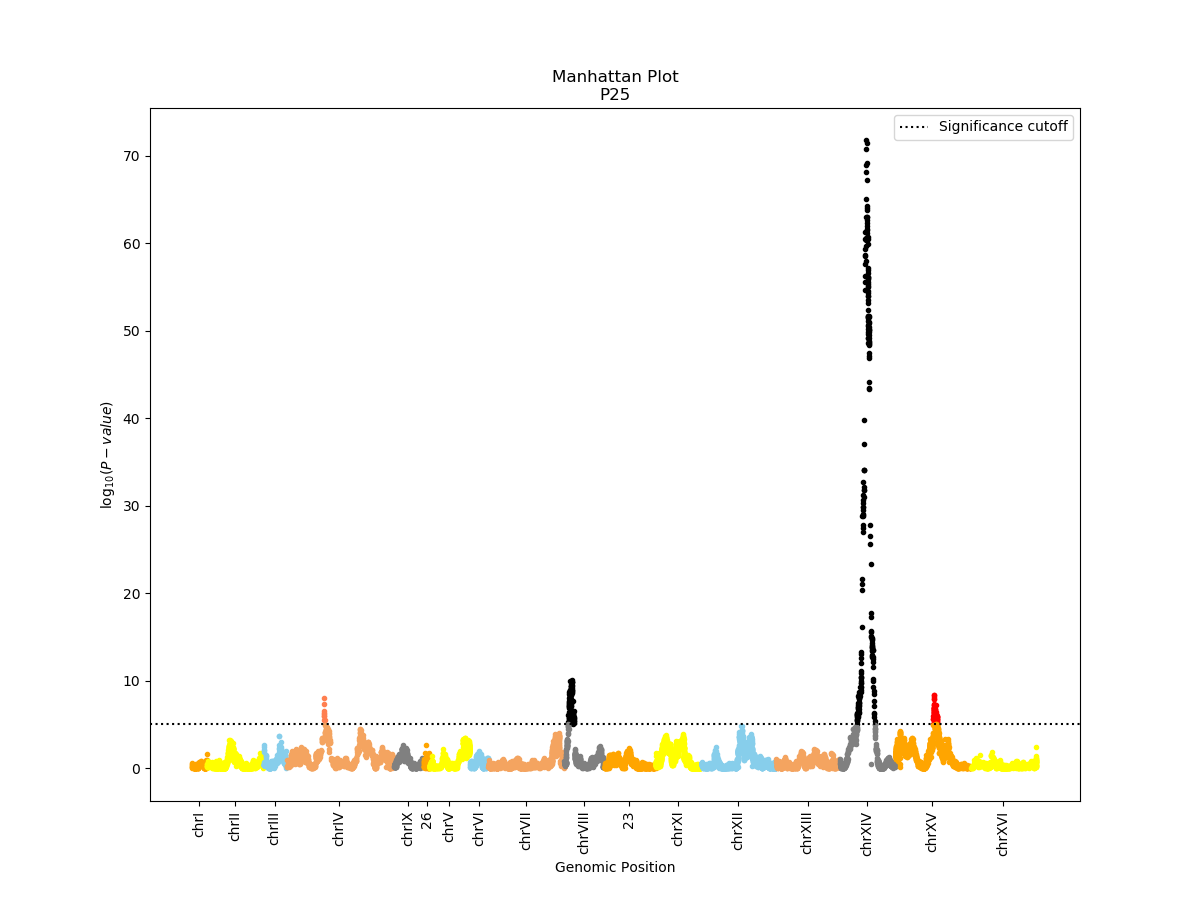 Manhattan Plot
P25
Significance cutoff
70
60
50
40
30
20
10
0
log10(P − value)
chrI
chrII
chrIII
chrIV
chrIX
26
chrV
chrVI
chrVII
chrVIII
23
chrXI
chrXII
chrXIII
chrXIV
chrXV
chrXVI
Genomic Position